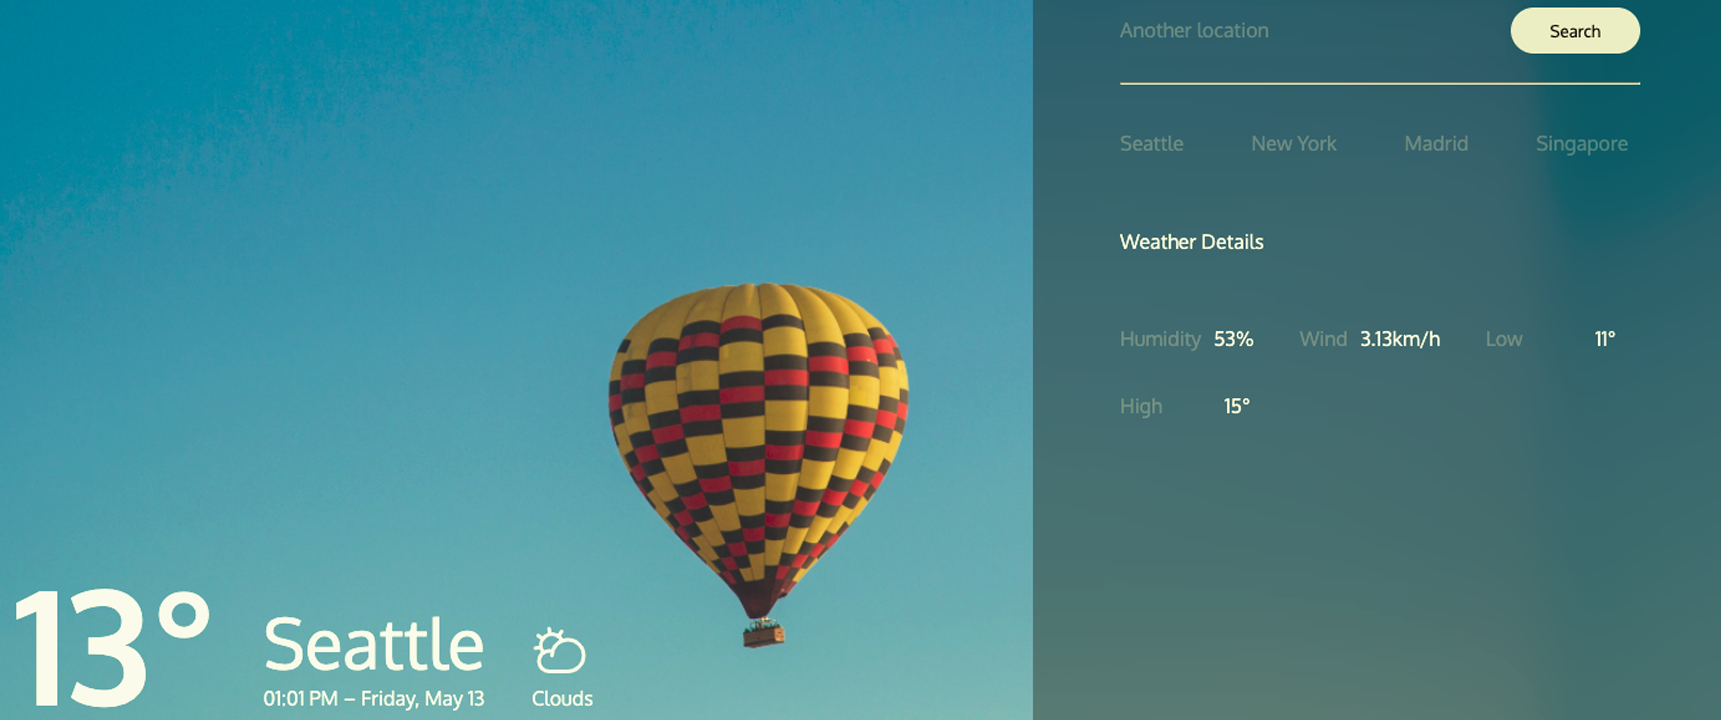 Another location
Search
Seattle New York Madrid Singapore
Weather Details
Humidity 53% Wind 3.13km/h Low 11°
High 15°
13°
Seattle
01:01 PM – Friday, May 13
Clouds